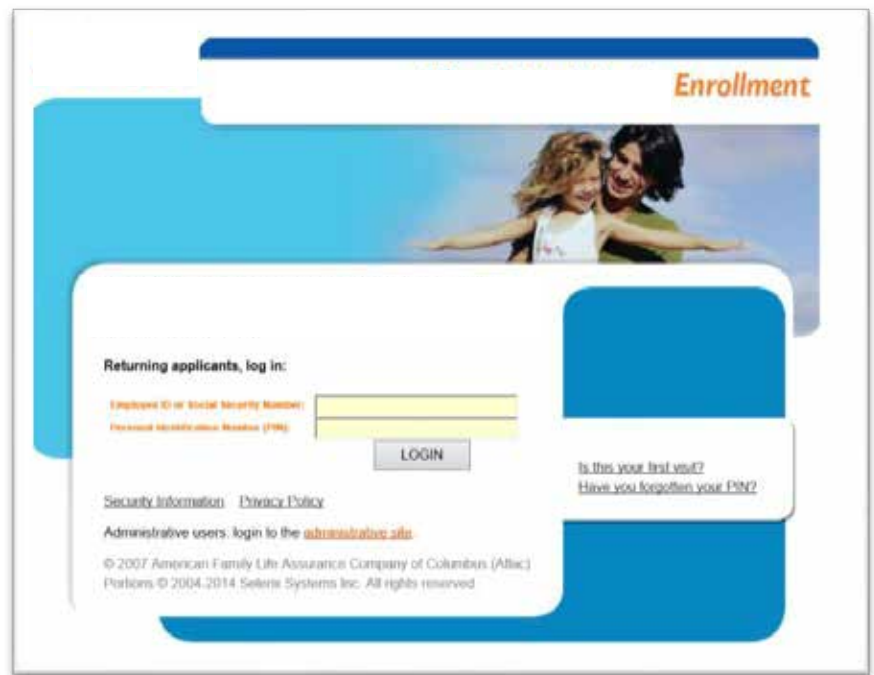 Enrollment
Returning applicants, log in:
Employee ID or Social Security Number:
Personal Identification Number (PIN):
LOGIN
Is this your first visit?
Have you forgotten your PIN?
Security Information Privacy Policy
Administrative users: login to the administrative site.
© 2007 American Family Life Assurance Company of Columbus (Aflac)
Portions © 2004-2014 Selerix Systems Inc. All rights reserved